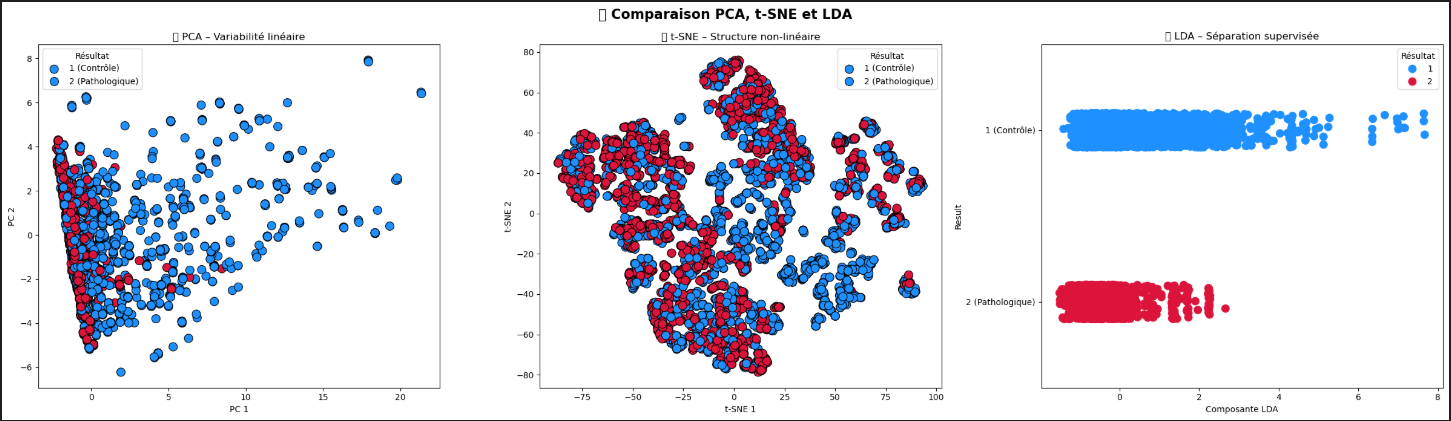 Comparaison PCA, t-SNE et LDA
PCA – Variabilité linéaire
Résultat
1 (Contrôle)
2 (Pathologique)
8
6
4
2
0
−2
−4
−6
PC 2
0
5
10
15
20
PC 1
t-SNE – Structure non-linéaire
Résultat
1 (Contrôle)
2 (Pathologique)
80
60
40
20
0
−20
−40
−60
−80
t-SNE 2
−75
−50
−25
0
25
50
75
100
t-SNE 1
LDA – Séparation supervisée
Résultat
1
2
1 (Contrôle)
2 (Pathologique)
Result
0
2
4
6
8
Composante LDA